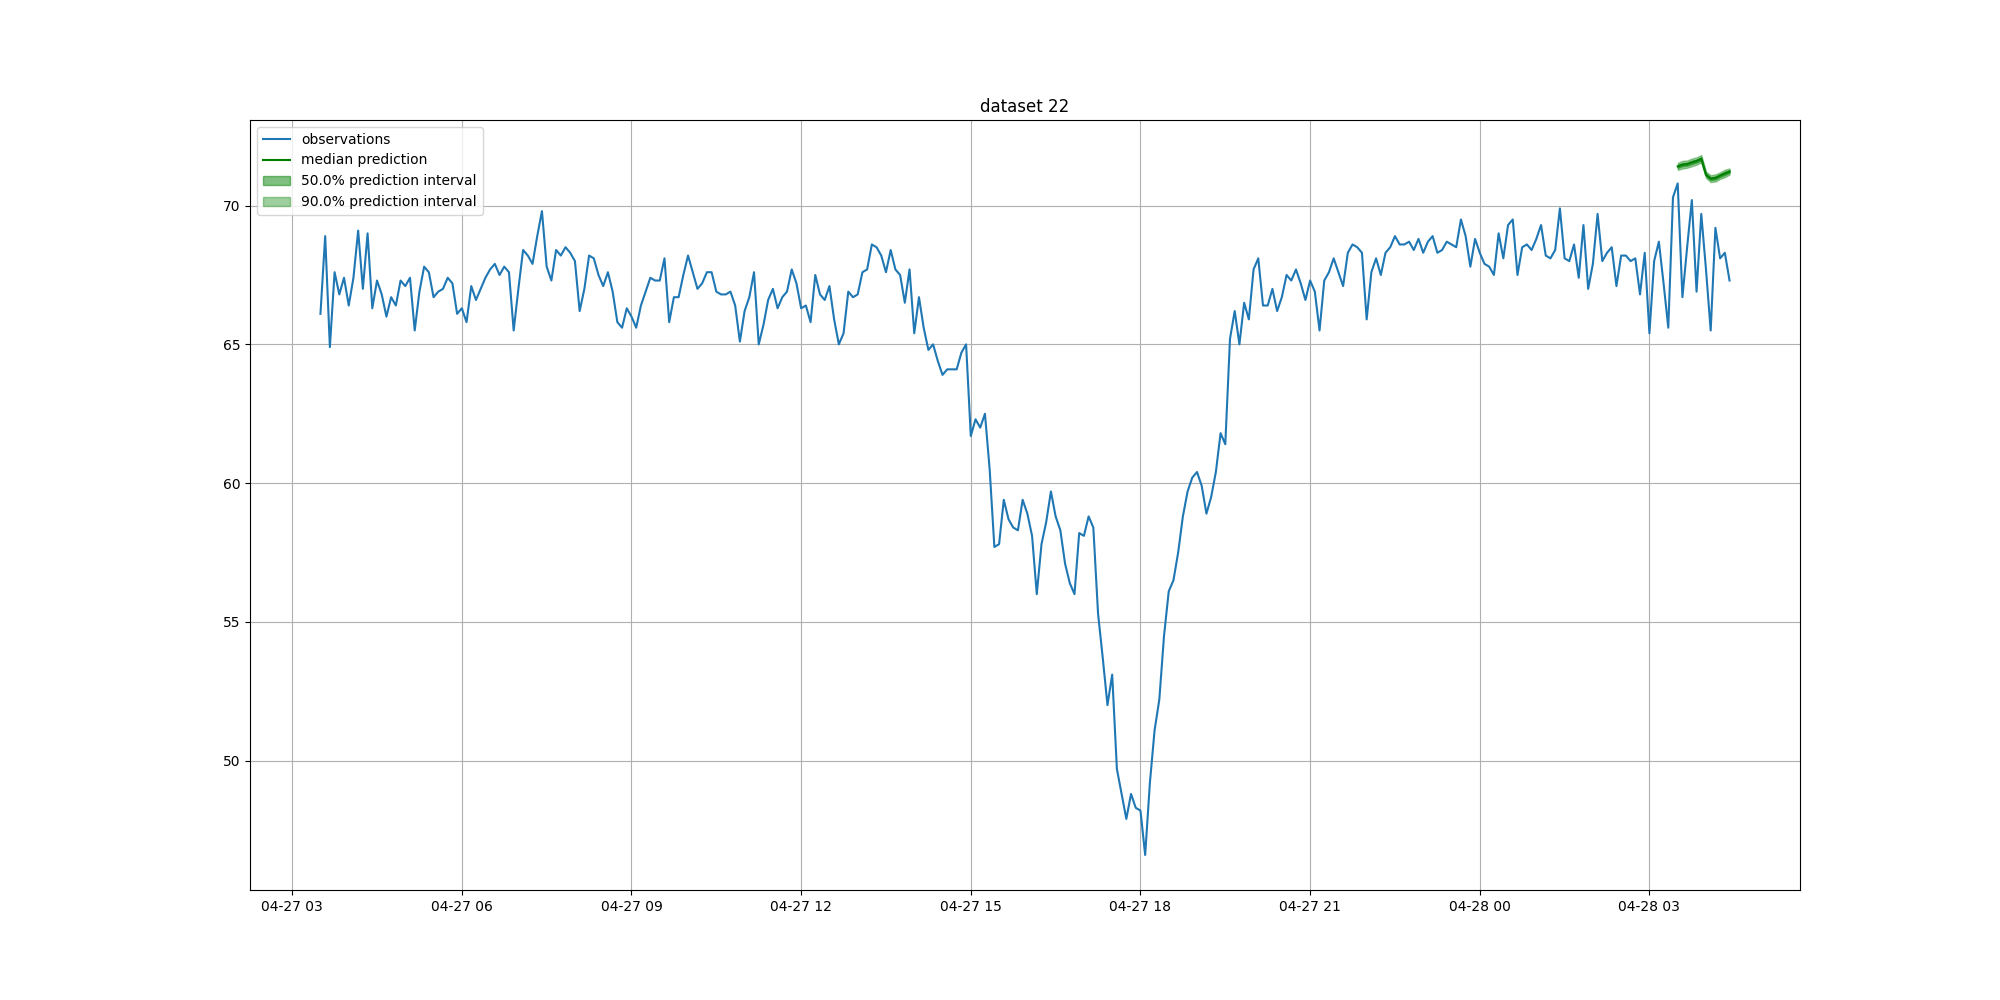 dataset 22
observations
median prediction
50.0% prediction interval
90.0% prediction interval
70
65
60
55
50
04-27 03
04-27 06
04-27 09
04-27 12
04-27 15
04-27 18
04-27 21
04-28 00
04-28 03